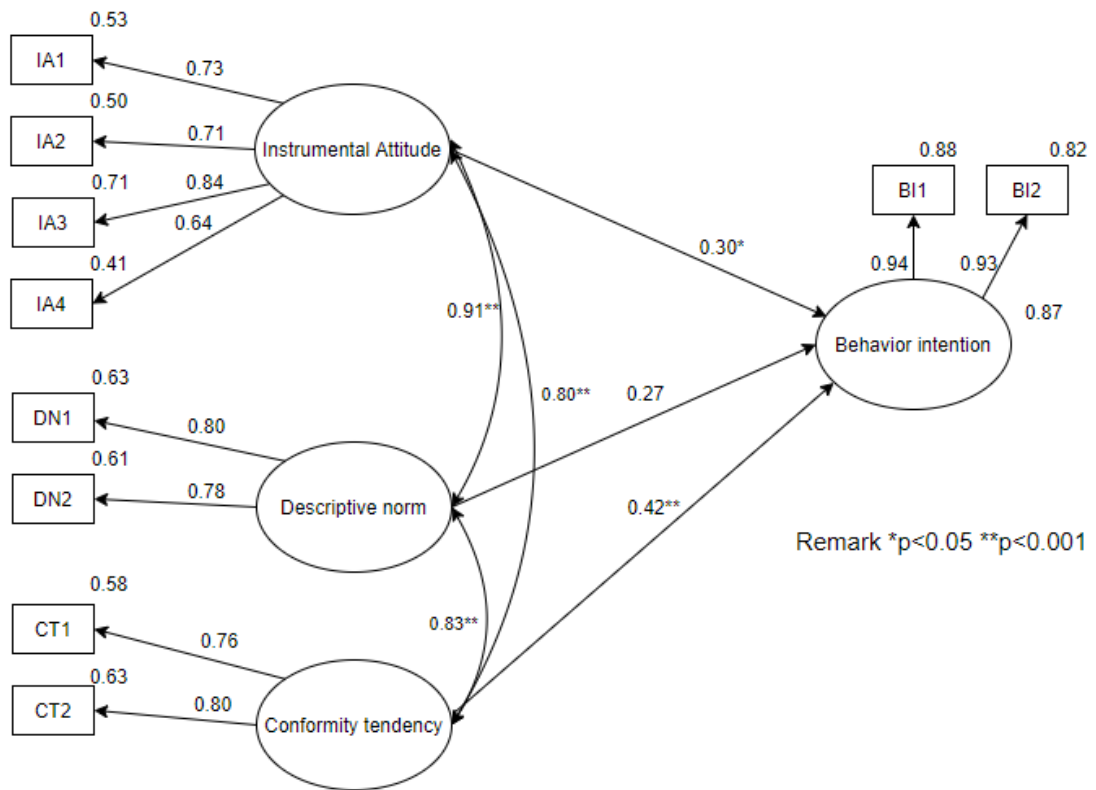 0.53
IA1
0.73
0.50
IA2
0.71
Instrumental Attitude
0.71
0.84
IA3
0.64
0.41
IA4
0.88
0.82
BI1
BI2
0.30*
0.94
0.93
0.91**
0.87
Behavior intention
0.80**
0.27
0.63
DN1
0.80
0.61
DN2
0.78
Descriptive norm
0.42**
Remark *p<0.05 **p<0.001
0.58
CT1
0.76
0.83**
0.63
CT2
0.80
Conformity tendency